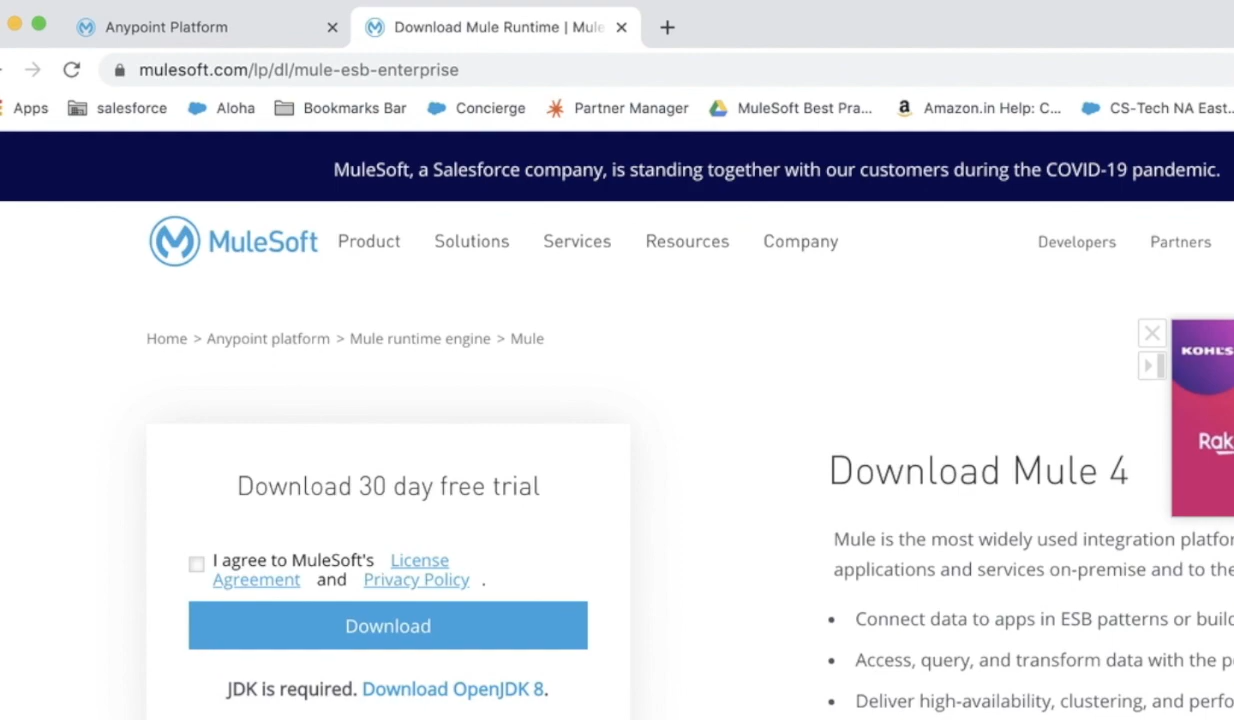 Anypoint Platform
Download Mule Runtime | Mule
mulesoft.com/lp/dl/mule-esb-enterprise
Apps salesforce Aloha Bookmarks Bar Concierge Partner Manager MuleSoft Best Pra... Amazon.in Help: C... CS-Tech NA East...
MuleSoft, a Salesforce company, is standing together with our customers during the COVID-19 pandemic.
MuleSoft Product Solutions Services Resources Company Developers Partners
Home > Anypoint platform > Mule runtime engine > Mule
KOHL'S
Download 30 day free trial
I agree to MuleSoft's License
Agreement and Privacy Policy .
Download
JDK is required. Download OpenJDK 8.
Download Mule 4
Mule is the most widely used integration
applications and services on-premise and to the
• Connect data to apps in ESB patterns or
• Access, query, and transform data with the
• Deliver high-availability, clustering, and